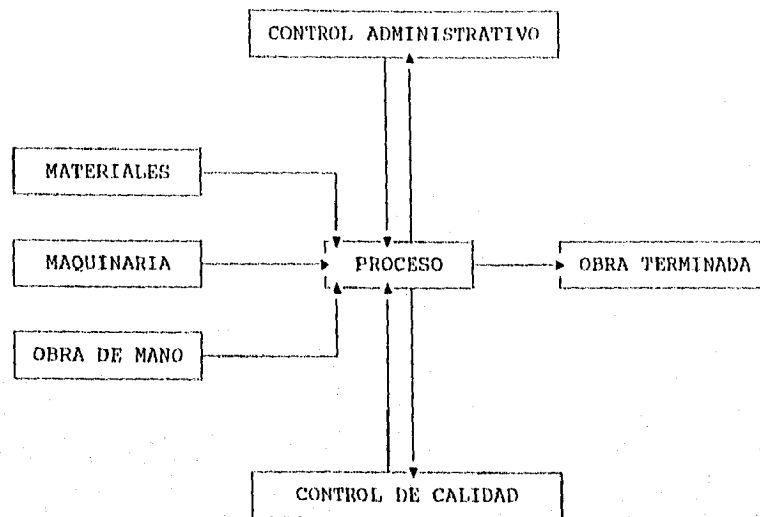 CONTROL ADMINISTRATIVO
MATERIALES
MAQUINARIA
PROCESO
OBRA TERMINADA
OBRA DE MANO
CONTROL DE CALIDAD